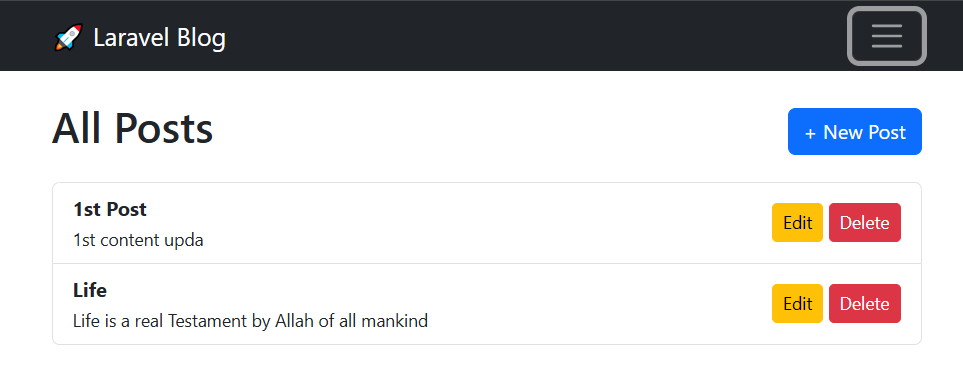 🚀 Laravel Blog
All Posts
+ New Post
1st Post
1st content upda
Edit Delete
Life
Life is a real Testament by Allah of all mankind
Edit Delete